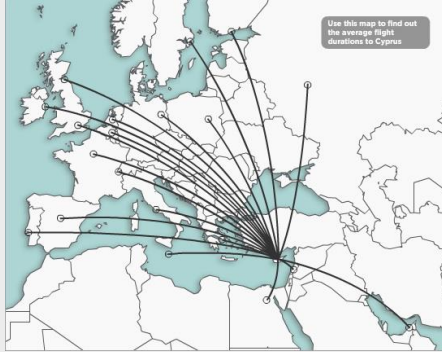 Use this map to find out
the average flight
durations to Cyprus